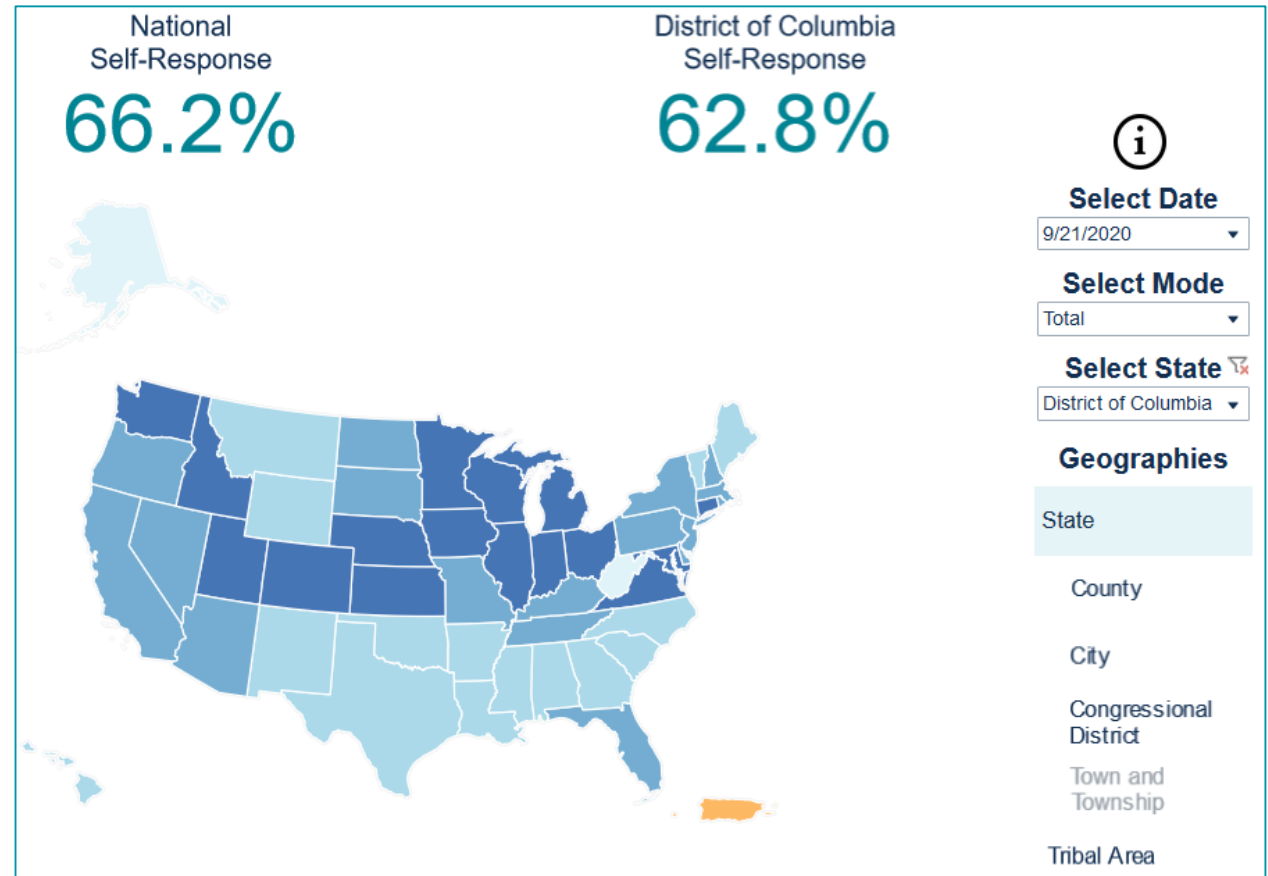 National
Self-Response
66.2%
District of Columbia
Self-Response
62.8%
i
Select Date
9/21/2020
Select Mode
Total
Select State
District of Columbia
Geographies
State
County
City
Congressional
District
Town and
Township
Tribal Area